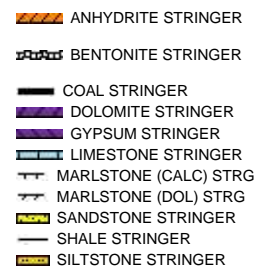 ANHYDRITE STRINGER
BENTONITE STRINGER
COAL STRINGER
DOLOMITE STRINGER
GYPSUM STRINGER
LIMESTONE STRINGER
MARLSTONE (CALC) STRG
MARLSTONE (DOL) STRG
SANDSTONE STRINGER
SHALE STRINGER
SILTSTONE STRINGER